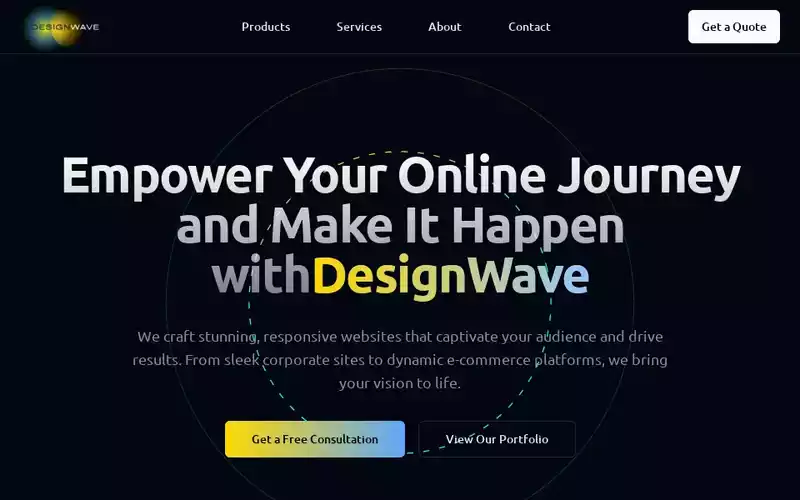 DESIGNWAVE
Products
Services
About
Contact
Get a Quote
Empower Your Online Journey
and Make It Happen
withDesignWave
We craft stunning, responsive websites that captivate your audience and drive
results. From sleek corporate sites to dynamic e-commerce platforms, we bring
your vision to life.
Get a Free Consultation
View Our Portfolio